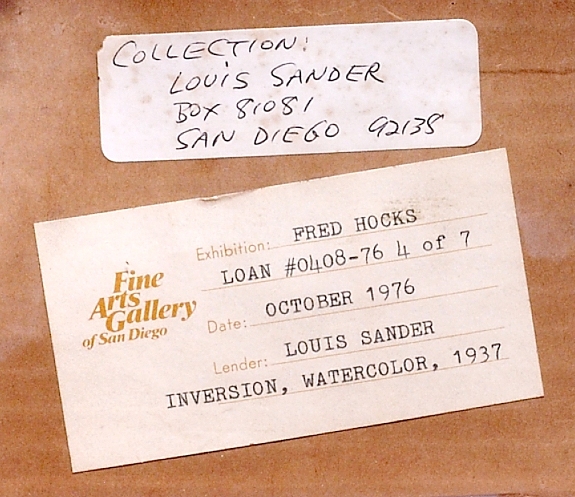 COLLECTION:
LOUIS SANDER
BOX 81081
SAN DIEGO 92138
Exhibition: FRED HOCKS
LOAN #0408-76 4 of 7
Date: OCTOBER 1976
Lender: LOUIS SANDER
INVERSION, WATERCOLOR, 1937
Fine
Arts
Gallery
of San Diego